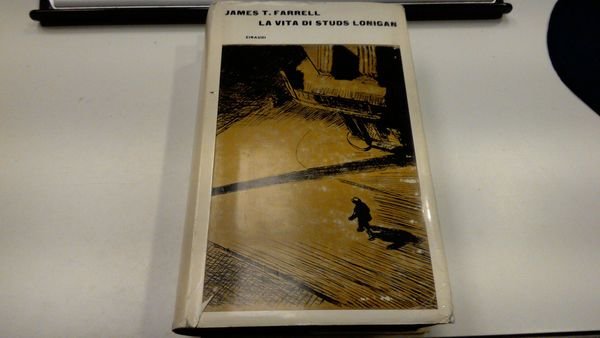 JAMES T. FARRELL
LA VITA DI STUDS LONIGAN
EINAUDI